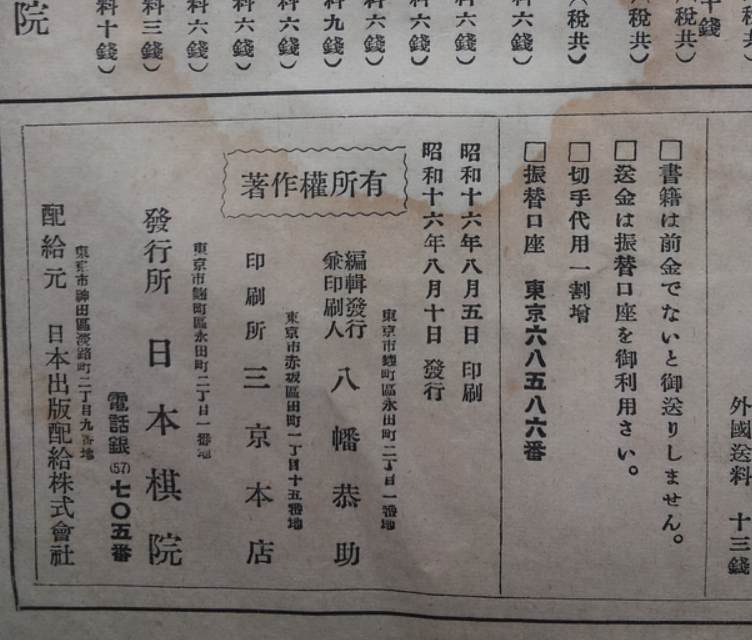 十錢
稅共）
稅共）
稅共）
料六錢）
料六錢）
料六錢）
料六錢）
料九錢）
料六錢）
料六錢）
料六錢）
料三錢）
料十錢）
院
外國送料　十三錢
□書籍は前金でないと御送りしません。
□送金は振替口座を御利用さい。
□切手代用一割增
□振替口座　東京六八五八六番
昭和十六年八月五日　印刷
昭和十六年八月十日　發行
著作權所有
東京市麴町區永田町二丁目一番地
編輯發行
兼印刷人　八幡恭助
東京市赤坂區田町一丁目十五番地
印刷所　三京本店
東京市麴町區永田町二丁目一番地
發行所　日本棋院
電話銀(57)七〇五番
東京市神田區淡路町二丁目九番地
配給元　日本出版配給株式會社